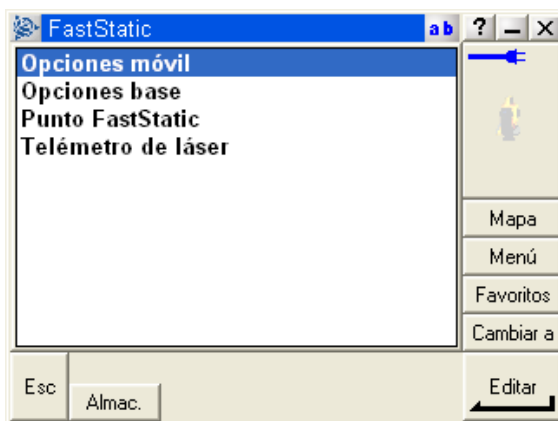 FastStatic
ab
?
Opciones móvil
Opciones base
Punto FastStatic
Telémetro de láser
Mapa
Menú
Favoritos
Cambiar a
Esc
Almac.
Editar